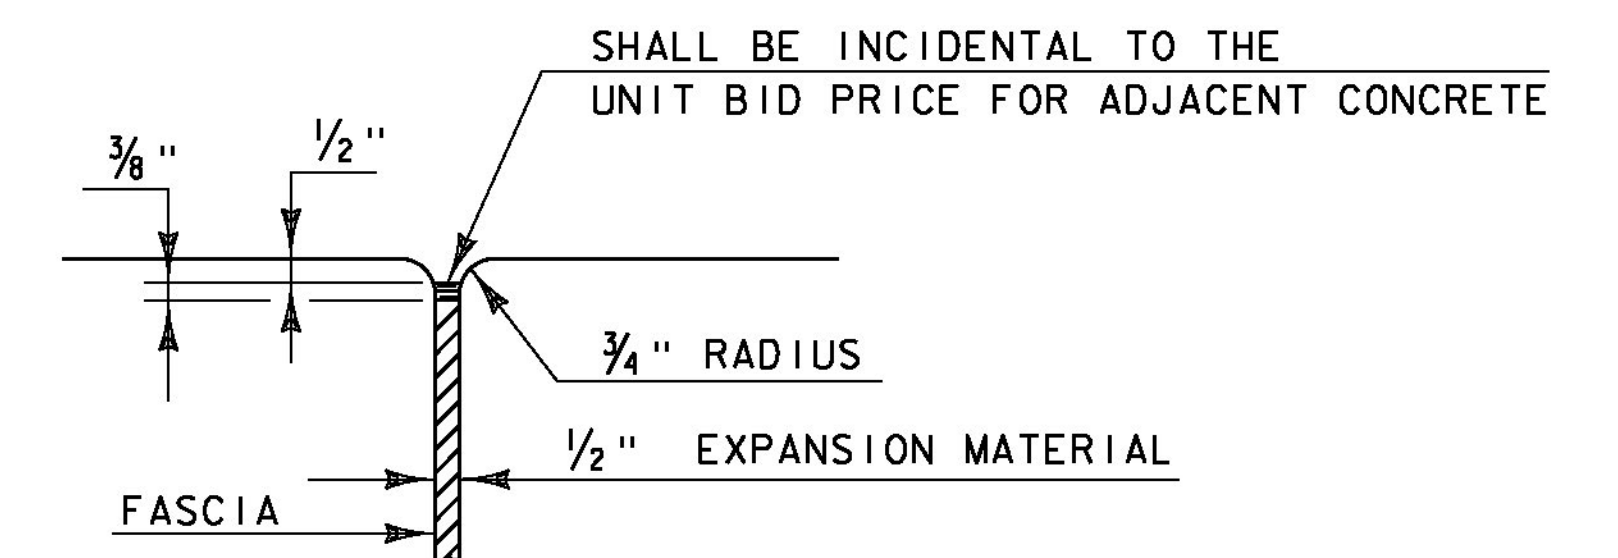 SHALL BE INCIDENTAL TO THE
UNIT BID PRICE FOR ADJACENT CONCRETE
3/8"
1/2"
3/4" RADIUS
1/2" EXPANSION MATERIAL
FASCIA